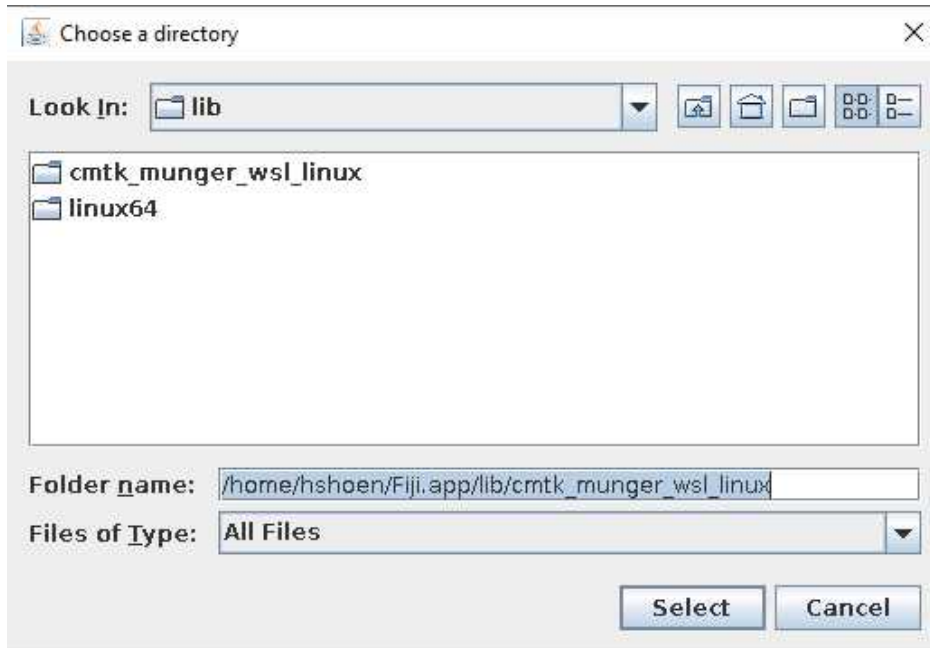 Choose a directory
Look In: lib
cmtk_munger_wsl_linux
linux64
Folder name: /home/hshoen/Fiji.app/lib/cmtk_munger_wsl_linux
Files of Type: All Files
Select Cancel